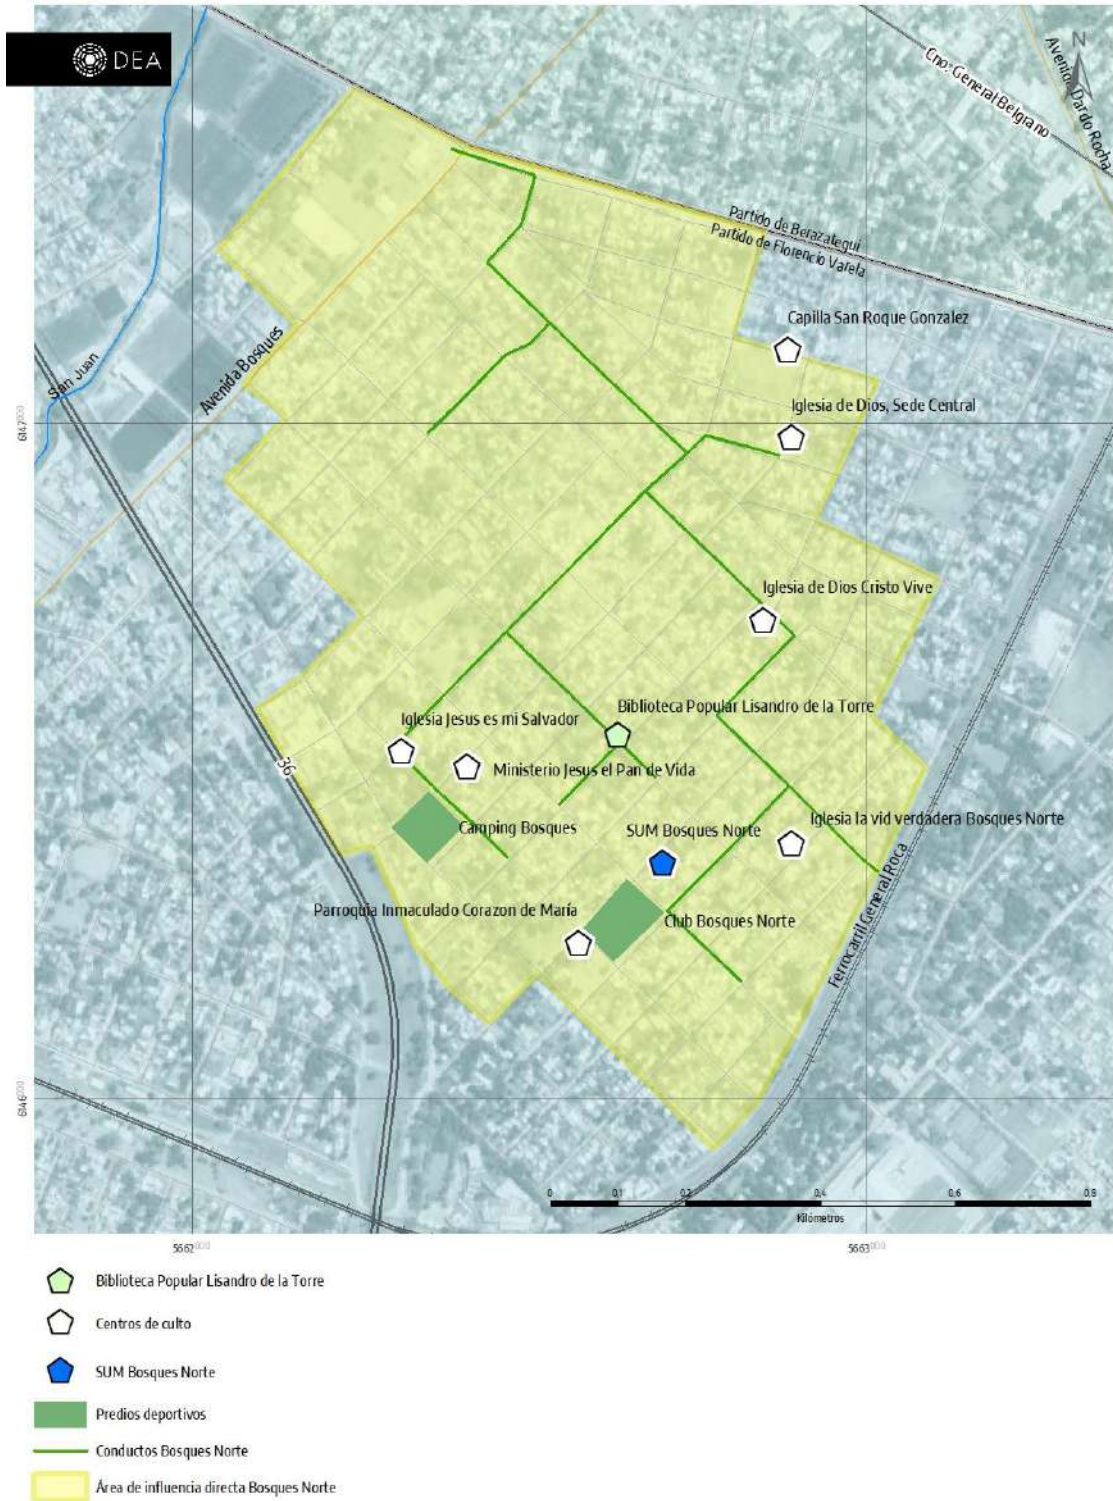 DEA
N
Avenida Dardo Rocha
Cno. General Belgrano
Partido de Berazategui
Partido de Florencio Varela
Capilla San Roque Gonzalez
San Juan
Avenida Bosques
Iglesia de Dios, Sede Central
6147000
Iglesia de Dios Cristo Vive
Biblioteca Popular Lisandro de la Torre
Iglesia Jesus es mi Salvador
36
Ministerio Jesus el Pan de Vida
Camping Bosques
SUM Bosques Norte
Iglesia la vid verdadera Bosques Norte
Parroquia Inmaculado Corazon de María
Club Bosques Norte
Ferrocarril General Roca
6146000
0 0,1 0,2 0,4 0,6 0,8
Kilómetros
5662000 5663000
Biblioteca Popular Lisandro de la Torre
Centros de culto
SUM Bosques Norte
Predios deportivos
Conductos Bosques Norte
Área de influencia directa Bosques Norte